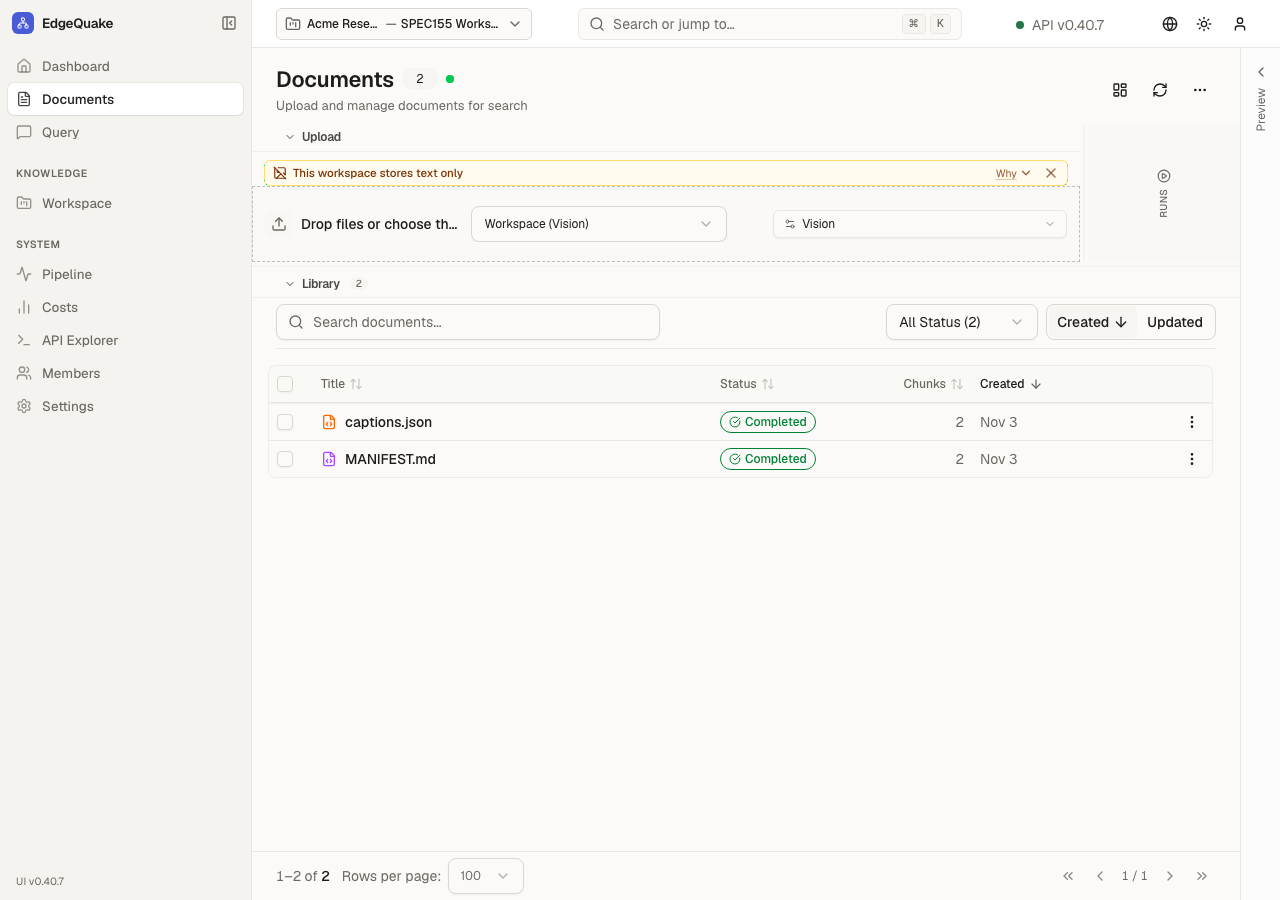 EdgeQuake
Acme Rese... — SPEC155 Works...
Search or jump to...
⌘ K
API v0.40.7
Dashboard
Documents
Query
KNOWLEDGE
Workspace
SYSTEM
Pipeline
Costs
API Explorer
Members
Settings
UI v0.40.7
Documents 2
Upload and manage documents for search
Upload
This workspace stores text only
Why
Drop files or choose th...
Workspace (Vision)
Vision
RUNS
Preview
Library 2
Search documents...
All Status (2)
Created
Updated
Title Status Chunks Created
captions.json Completed 2 Nov 3
MANIFEST.md Completed 2 Nov 3
1–2 of 2 Rows per page: 100
1 / 1